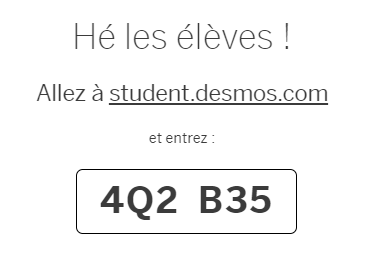 Hé les élèves !
Allez à student.desmos.com
et entrez :
4Q2 B35